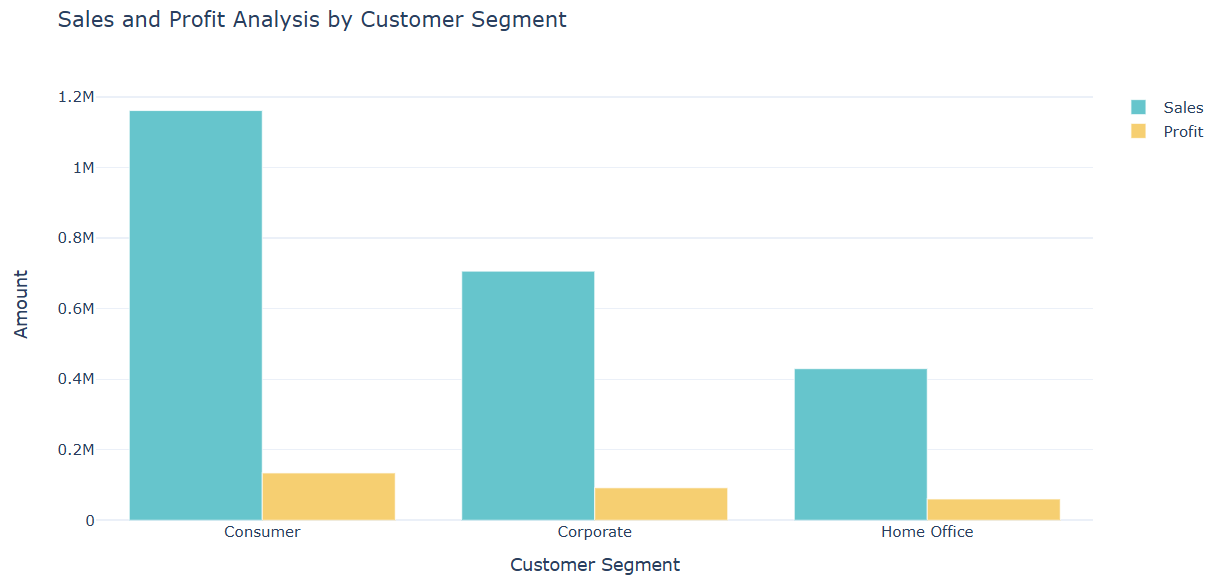 Sales and Profit Analysis by Customer Segment
1.2M
1M
0.8M
0.6M
0.4M
0.2M
0
Amount
Consumer
Corporate
Home Office
Customer Segment
Sales
Profit